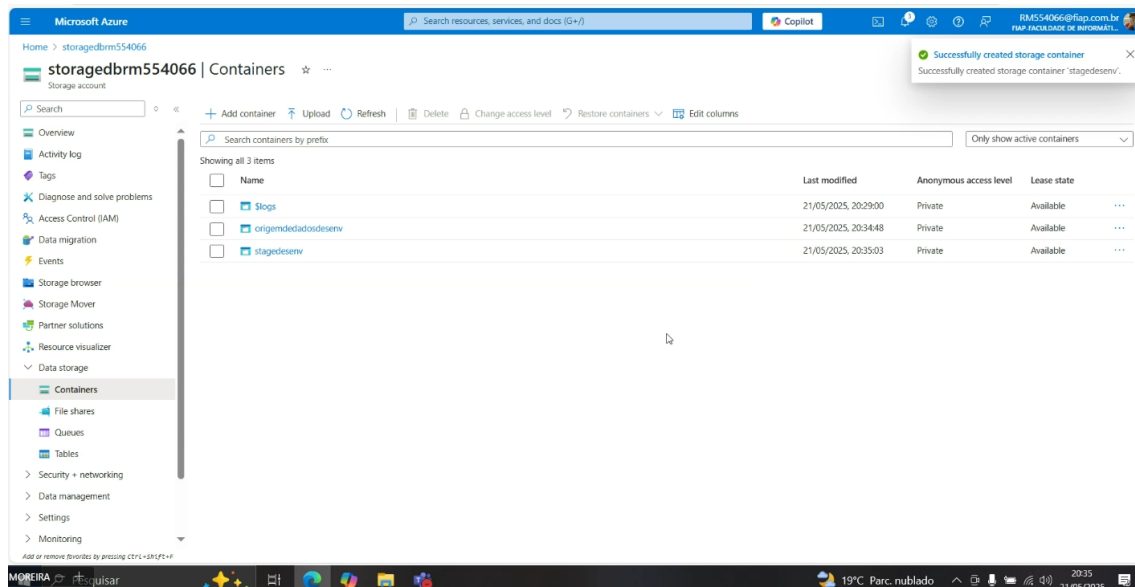 Microsoft Azure
Search resources, services, and docs (G+/)
Copilot
RM554066@fiap.com.br
FIAP-FACULDADE DE INFORMÁTI...
Home > storagedbrm554066
storagedbrm554066 | Containers
Storage account
Successfully created storage container
Successfully created storage container 'stagedesenv'.
Search
Add container Upload Refresh Delete Change access level Restore containers Edit columns
Search containers by prefix
Only show active containers
Showing all 3 items
Name Last modified Anonymous access level Lease state
$logs 21/05/2025, 20:29:00 Private Available
origemdedadosdesenv 21/05/2025, 20:34:48 Private Available
stagedesenv 21/05/2025, 20:35:03 Private Available
Overview
Activity log
Tags
Diagnose and solve problems
Access Control (IAM)
Data migration
Events
Storage browser
Storage Mover
Partner solutions
Resource visualizer
Data storage
Containers
File shares
Queues
Tables
Security + networking
Data management
Settings
Monitoring
Add or remove favorites by pressing Ctrl+Shift+F
MOREIRA
Pesquisar
19°C Parc. nublado
20:35
21/05/2025